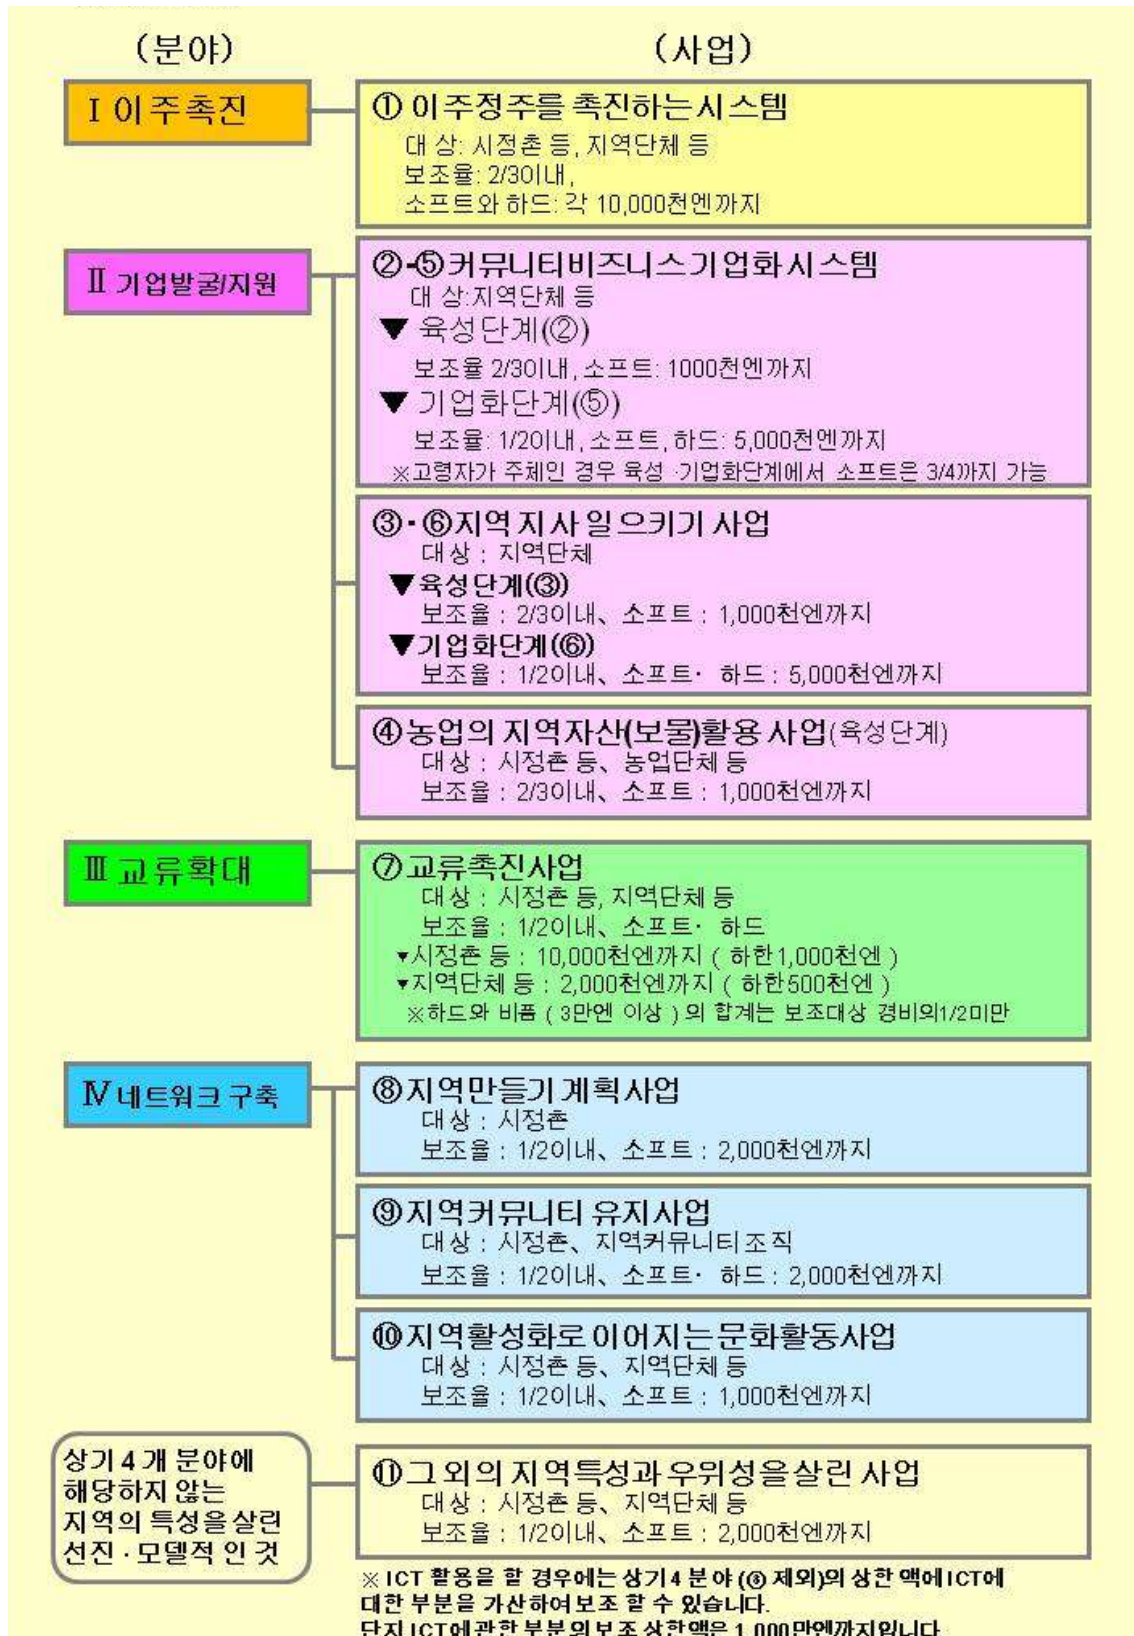 (분야)
(사업)
Ⅰ 이주촉진
① 이주정주를 촉진하는 시스템
대 상: 시정촌 등, 지역단체 등
보조율: 2/3이내,
소프트와 하드: 각 10,000천엔까지
Ⅱ 기업발굴/지원
②-⑤커뮤니티비즈니스기업화시스템
대 상:지역단체 등
▼ 육성단계(②)
보조율 2/3이내, 소프트: 1000천엔까지
▼ 기업화단계(⑤)
보조율: 1/2이내, 소프트, 하드: 5,000천엔까지
※고령자가 주체인 경우 육성·기업화단계에서 소프트은 3/4까지 가능
③·⑥지역 지사 일으키기 사업
대상 : 지역단체
▼육성단계(③)
보조율 : 2/3이내、소프트 : 1,000천엔까지
▼기업화단계(⑥)
보조율 : 1/2이내、소프트· 하드 : 5,000천엔까지
④농업의 지역자산(보물)활용 사업(육성단계)
대상 : 시정촌 등、농업단체 등
보조율 : 2/3이내、소프트 : 1,000천엔까지
Ⅲ 교류확대
⑦교류촉진사업
대상 : 시정촌 등, 지역단체 등
보조율 : 1/2이내、소프트· 하드
▼시정촌 등 : 10,000천엔까지 ( 하한1,000천엔 )
▼지역단체 등 : 2,000천엔까지 ( 하한500천엔 )
※하드와 비품 ( 3만엔 이상 ) 의 합계는 보조대상 경비의1/2미만
Ⅳ 네트워크 구축
⑧지역만들기 계획사업
대상 : 시정촌
보조율 : 1/2이내、소프트 : 2,000천엔까지
⑨지역커뮤니티 유지사업
대상 : 시정촌、지역커뮤니티조직
보조율 : 1/2이내、소프트· 하드 : 2,000천엔까지
⑩지역활성화로 이어지는 문화활동사업
대상 : 시정촌 등、지역단체 등
보조율 : 1/2이내、소프트 : 1,000천엔까지
상기 4 개 분야에
해당하지 않는
지역의 특성을 살린
선진 · 모델적 인 것
⑪그 외의 지역특성과 우위성을 살린 사업
대상 : 시정촌 등、지역단체 등
보조율 : 1/2이내、소프트 : 2,000천엔까지
※ ICT 활용을 할 경우에는 상기 4 분야 ( 제외)의 상한 액에 ICT에
대한 부분을 가산하여 보조 할 수 있습니다.
단지 ICT에 관한 부분의 보조 상한액은 1,000만엔까지입니다